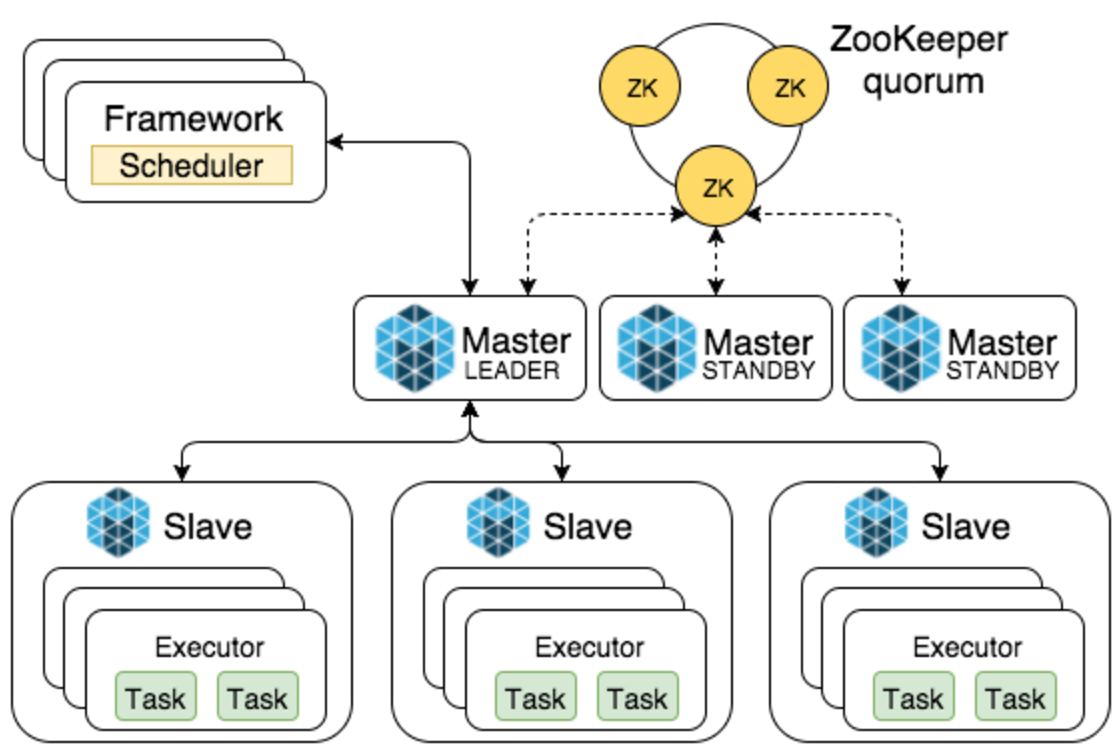 ZooKeeper
quorum
ZK
ZK
ZK
Framework
Scheduler
Master
LEADER
Master
STANDBY
Master
STANDBY
Slave
Executor
Task
Task
Slave
Executor
Task
Task
Slave
Executor
Task
Task